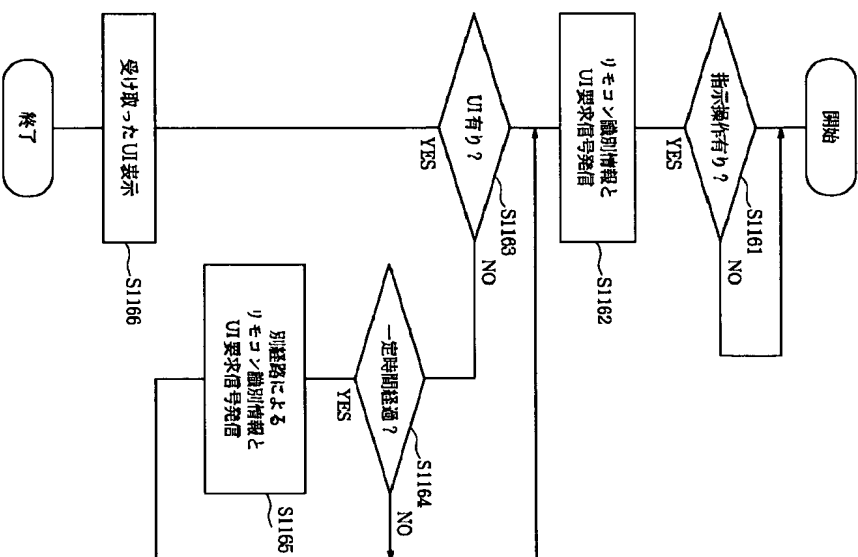 開始
指示操作有り？
S1161
NO
YES
リモコン識別情報と
UI要求信号発信
S1162
UI有り？
S1163
NO
YES
一定時間経過？
S1164
NO
YES
別経路による
リモコン識別情報と
UI要求信号発信
S1165
受け取ったUI表示
S1166
終了